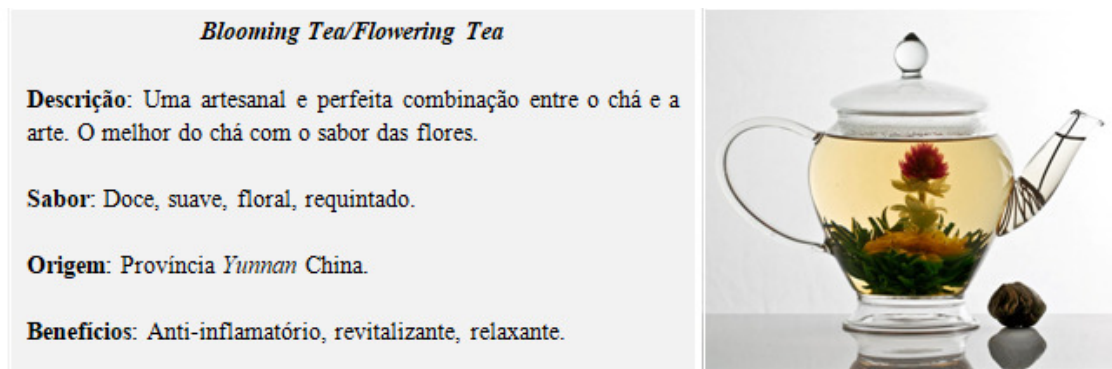 Blooming Tea/Flowering Tea
Descrição: Uma artesanal e perfeita combinação entre o chá e a
arte. O melhor do chá com o sabor das flores.
Sabor: Doce, suave, floral, requintado.
Origem: Província Yunnan China.
Benefícios: Anti-inflamatório, revitalizante, relaxante.